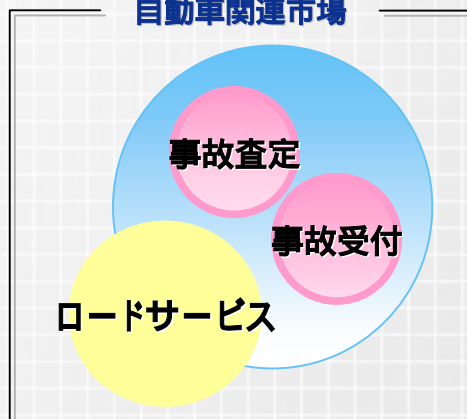 自動車関連市場
事故査定
事故受付
ロードサービス